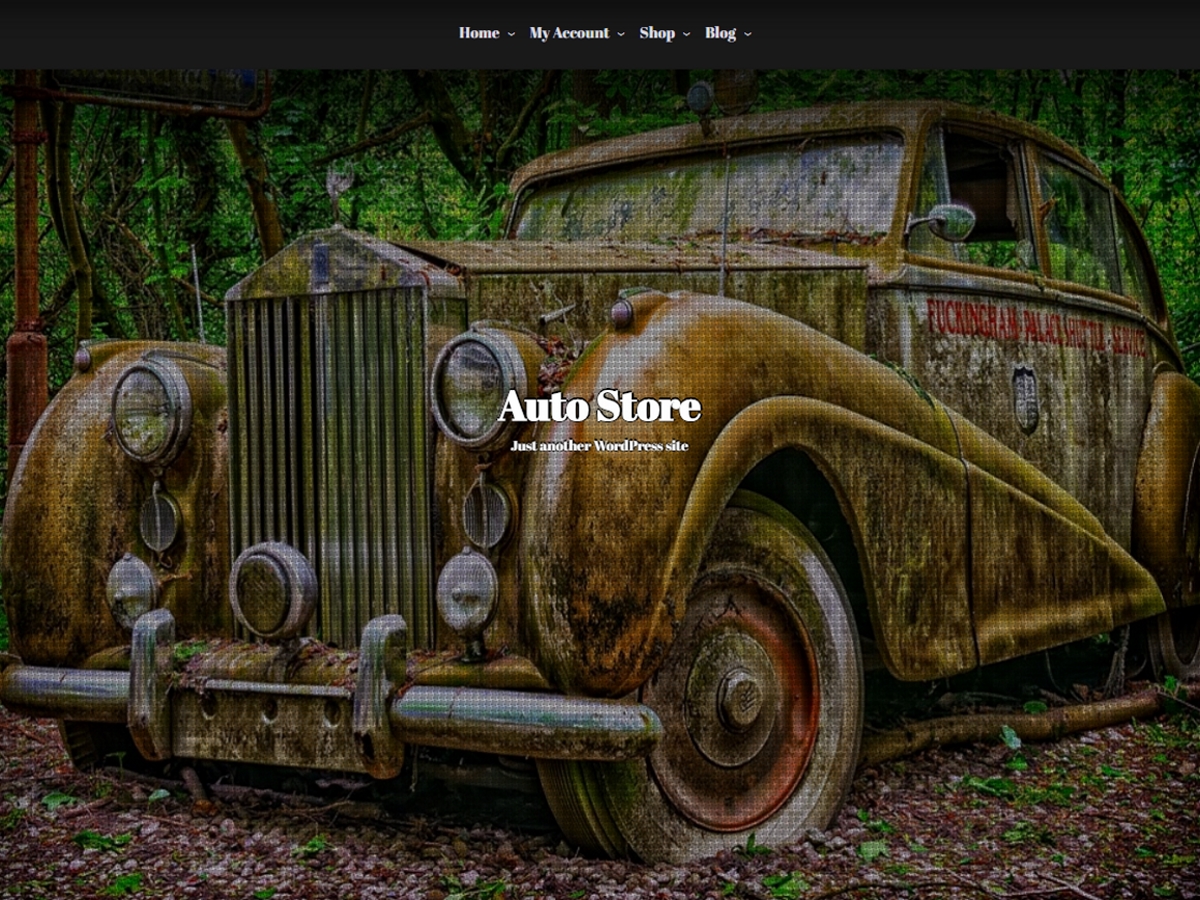 Home My Account Shop Blog
FUCKINGHAM PALACE SHUTTLE - SERVICE
Auto Store
Just another WordPress site